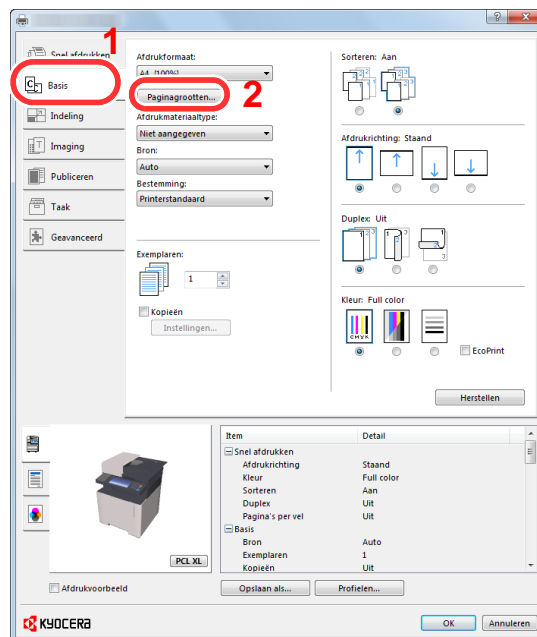 1
Snel afdrukken
Basis
Indeling
Imaging
Publiceren
Taak
Geavanceerd
Afdrukformaat:
A4 [100%]
Paginagrootten...
2
Afdrukmateriaaltype:
Niet aangegeven
Bron:
Auto
Bestemming:
Printerstandaard
Exemplaren:
1
Kopieën
Instellingen...
Sorteren: Aan
Afdrukrichting: Staand
Duplex: Uit
Kleur: Full color
CMYK
EcoPrint
Herstellen
PCL XL
Afdrukvoorbeeld
Item Detail
Snel afdrukken
Afdrukrichting Staand
Kleur Full color
Sorteren Aan
Duplex Uit
Pagina's per vel Uit
Basis
Bron Auto
Exemplaren 1
Kopieën Uit
Opslaan als... Profielen...
KYOCERA
OK Annuleren